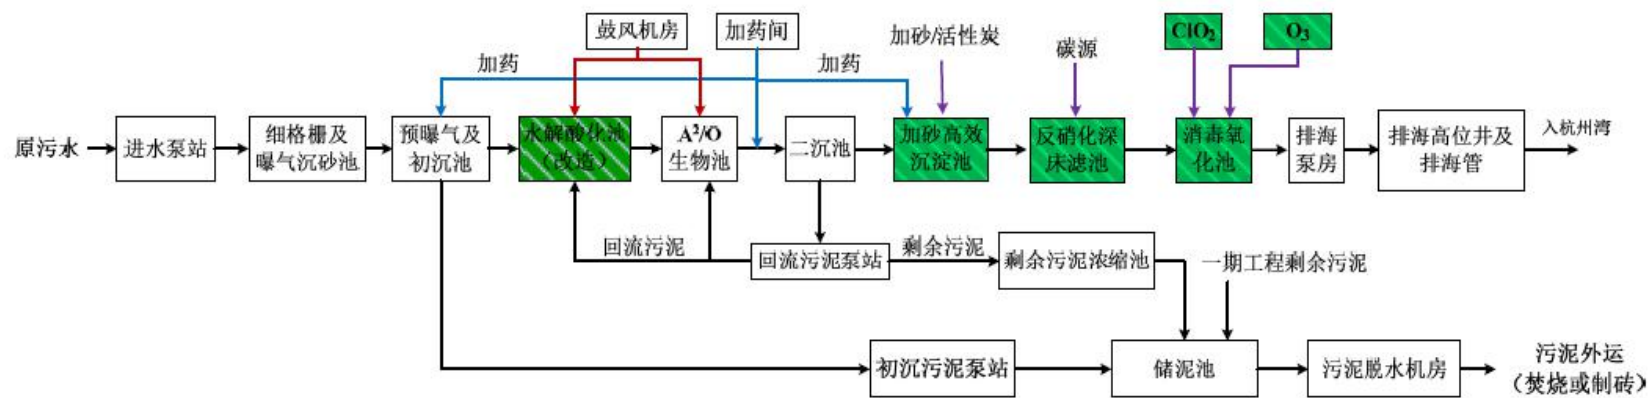 鼓风机房
加药间
加砂/活性炭
碳源
ClO₂
O₃
加药
加药
原污水
进水泵站
细格栅及
曝气沉砂池
预曝气及
初沉池
水解酸化池
（改造）
A²/O
生物池
二沉池
加砂高效
沉淀池
反硝化深
床滤池
消毒氧
化池
排海
泵房
排海高位井及
排海管
入杭州湾
回流污泥
回流污泥泵站
剩余污泥
剩余污泥浓缩池
一期工程剩余污泥
初沉污泥泵站
储泥池
污泥脱水机房
污泥外运
（焚烧或制砖）